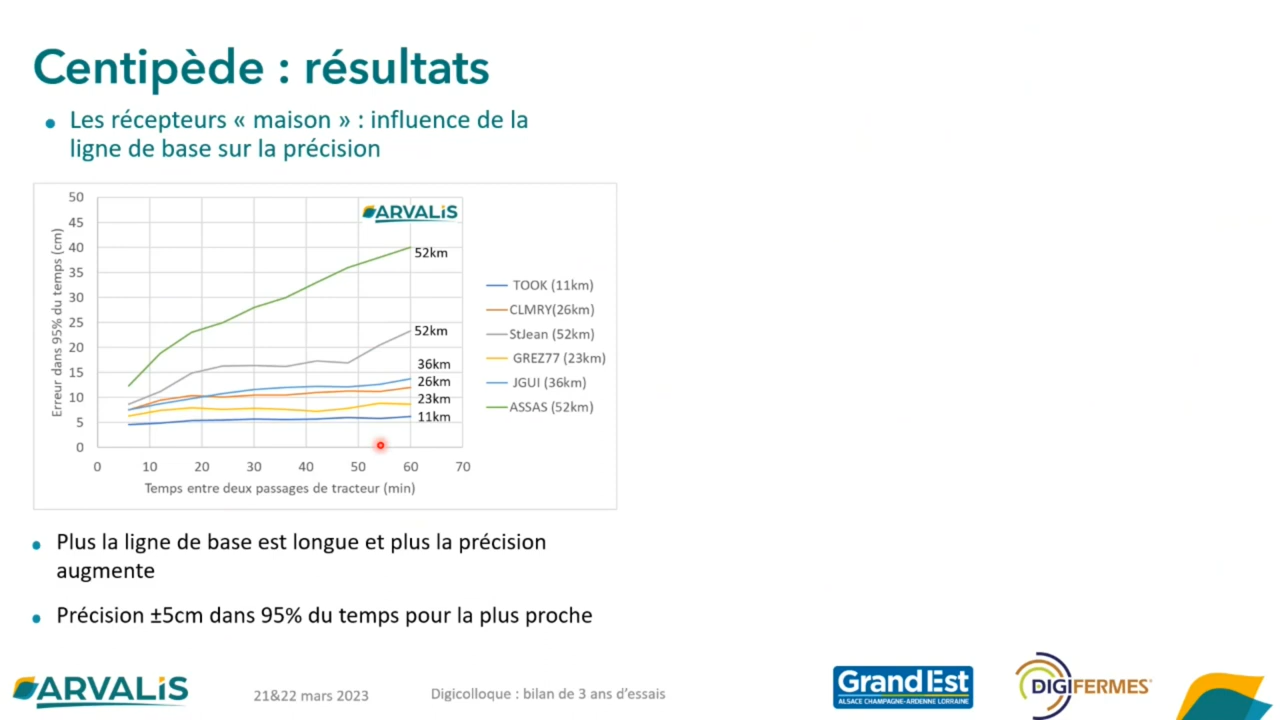 Centipède : résultats
Les récepteurs « maison » : influence de la
ligne de base sur la précision
ARVALIS
Erreur dans 95% du temps (cm)
50
45
40
35
30
25
20
15
10
5
0
52km
52km
36km
26km
23km
11km
0 10 20 30 40 50 60 70
Temps entre deux passages de tracteur (min)
TOOK (11km)
CLMRY(26km)
StJean (52km)
GREZ77 (23km)
JGUI (36km)
ASSAS (52km)
Plus la ligne de base est longue et plus la précision
augmente
Précision ±5cm dans 95% du temps pour la plus proche
ARVALIS
21&22 mars 2023
Digicolloque : bilan de 3 ans d'essais
GrandEst
ALSACE CHAMPAGNE-ARDENNE LORRAINE
DIGIFERMES®